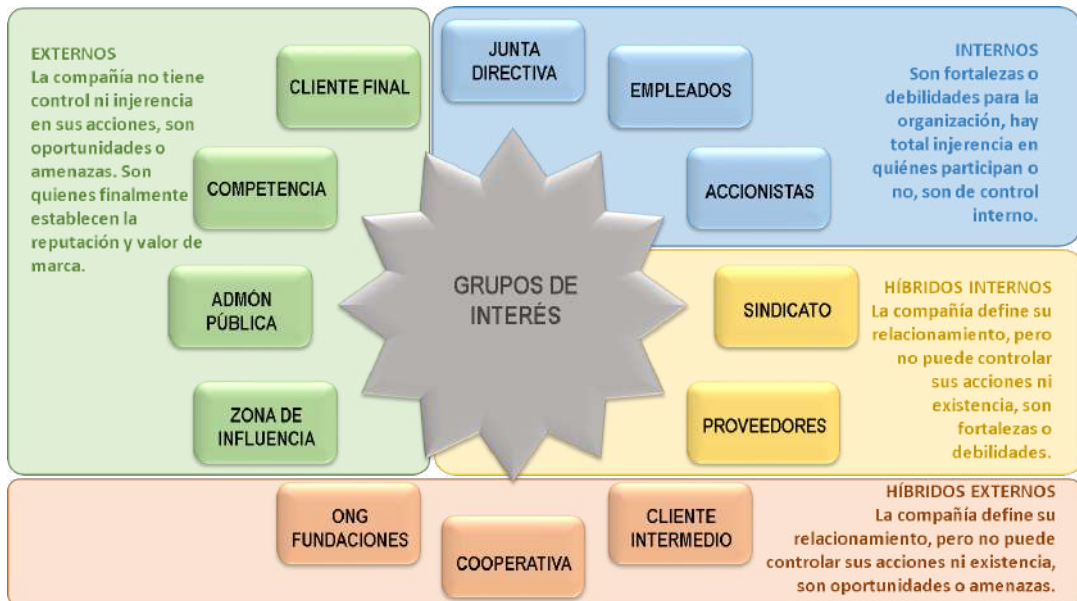 EXTERNOS
La compañía no tiene
control ni injerencia
en sus acciones, son
oportunidades o
amenazas. Son
quienes finalmente
establecen la
reputación y valor de
marca.
CLIENTE FINAL
COMPETENCIA
ADMÓN
PÚBLICA
ZONA DE
INFLUENCIA
JUNTA
DIRECTIVA
EMPLEADOS
ACCIONISTAS
INTERNOS
Son fortalezas o
debilidades para la
organización, hay
total injerencia en
quiénes participan o
no, son de control
interno.
GRUPOS DE
INTERÉS
SINDICATO
PROVEEDORES
HÍBRIDOS INTERNOS
La compañía define su
relacionamiento, pero
no puede controlar
sus acciones ni
existencia, son
fortalezas o
debilidades.
ONG
FUNDACIONES
COOPERATIVA
CLIENTE
INTERMEDIO
HÍBRIDOS EXTERNOS
La compañía define su
relacionamiento, pero no puede
controlar sus acciones ni existencia,
son oportunidades o amenazas.